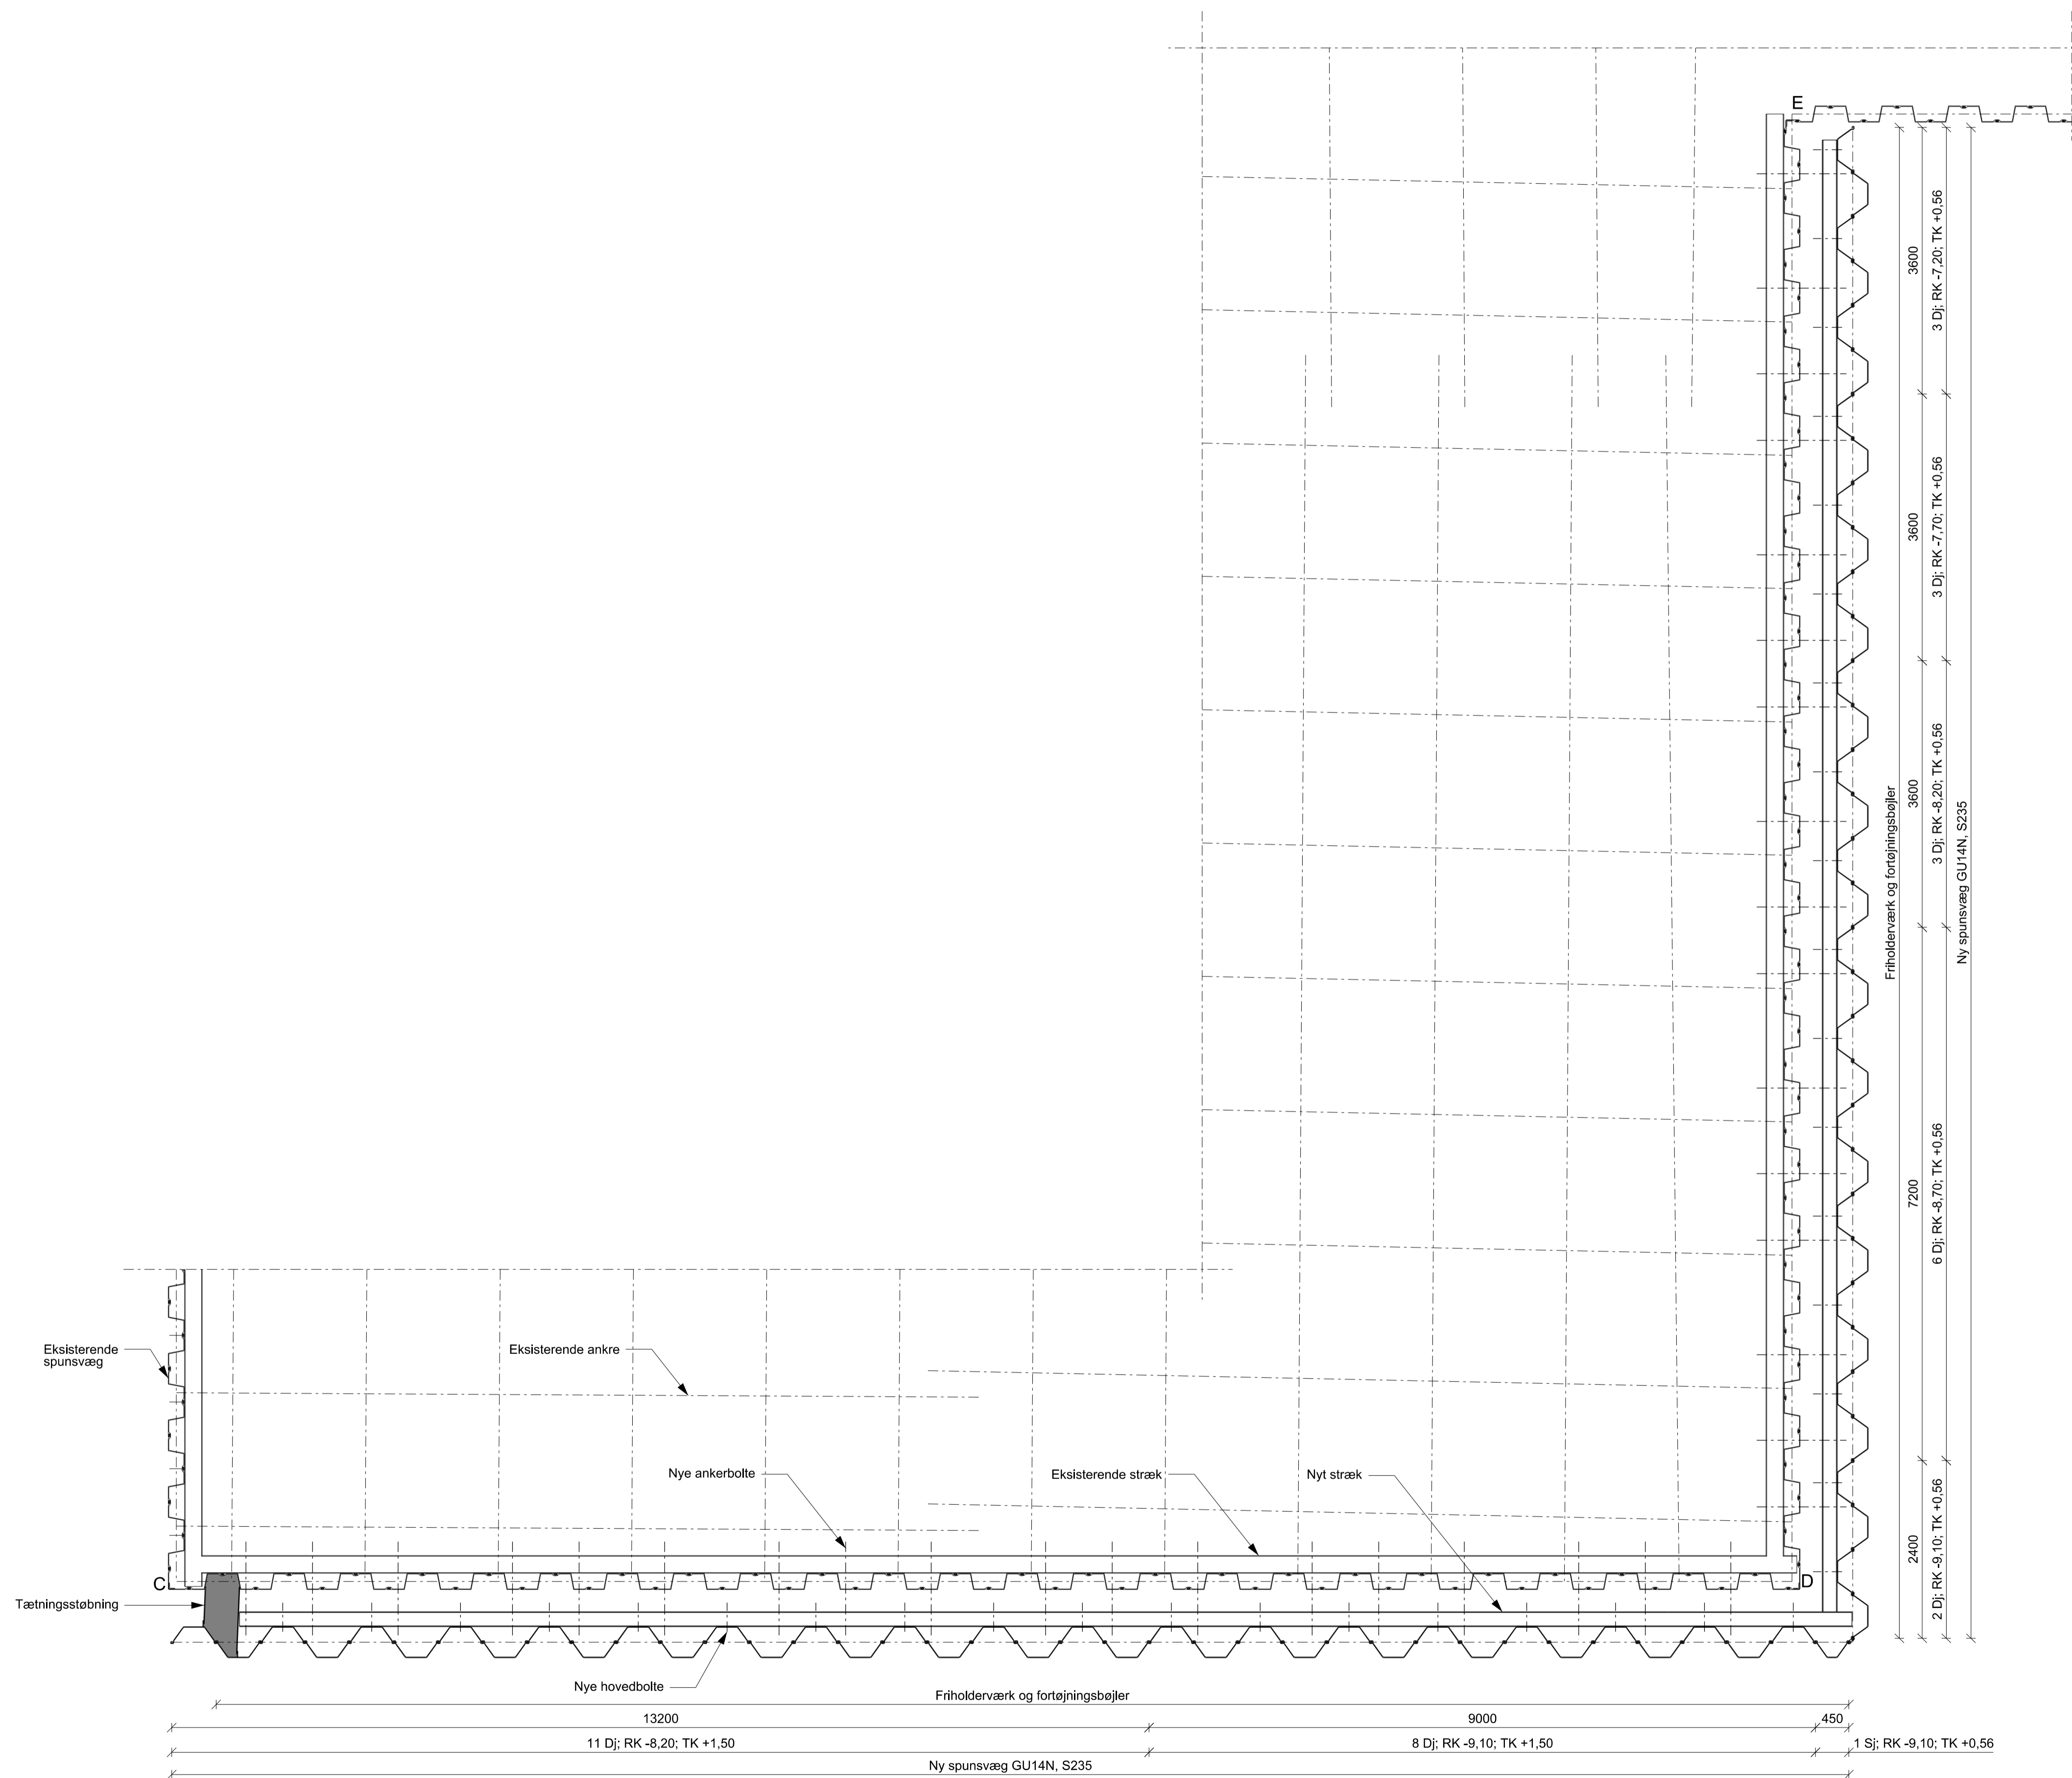 E
3600
3 Dj; RK -7,20; TK +0,56
3600
3 Dj; RK -7,70; TK +0,56
3600
3 Dj; RK -8,20; TK +0,56
Friholderværk og fortøjningsbøjler
Ny spunsvæg GU14N, S235
7200
6 Dj; RK -8,70; TK +0,56
2400
2 Dj; RK -9,10; TK +0,56
Eksisterende
spunsvæg
Eksisterende ankre
Nye ankerbolte
Eksisterende stræk
Nyt stræk
C
D
Tætningsstøbning
Nye hovedbolte
Friholderværk og fortøjningsbøjler
13200
9000
450
11 Dj; RK -8,20; TK +1,50
8 Dj; RK -9,10; TK +1,50
1 Sj; RK -9,10; TK +0,56
Ny spunsvæg GU14N, S235